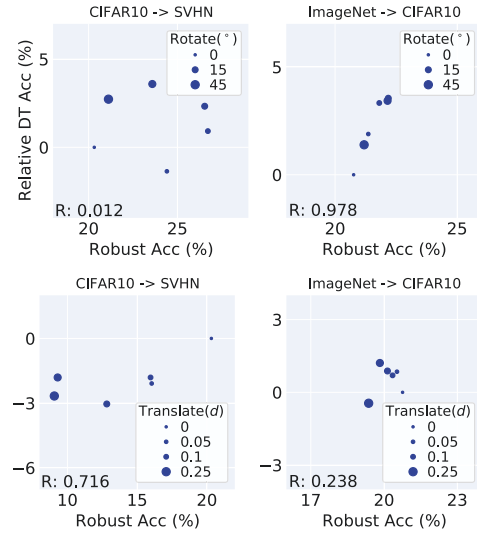 CIFAR10 -> SVHN
Rotate(°)
0
15
45
5
0
Relative DT Acc (%)
R: 0.012
20
25
Robust Acc (%)
ImageNet -> CIFAR10
Rotate(°)
0
15
45
5
0
R: 0.978
20
25
Robust Acc (%)
CIFAR10 -> SVHN
0
−3
−6
Translate(d)
0
0.05
0.1
0.25
R: 0.716
10
15
20
Robust Acc (%)
ImageNet -> CIFAR10
3
0
−3
Translate(d)
0
0.05
0.1
0.25
R: 0.238
17
20
23
Robust Acc (%)